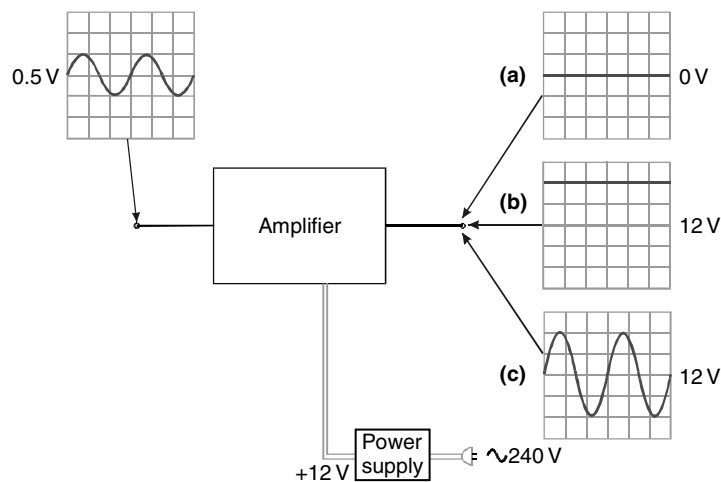 0.5 V
(a)
0 V
(b)
12 V
Amplifier
(c)
12 V
Power
supply
+12 V
240 V